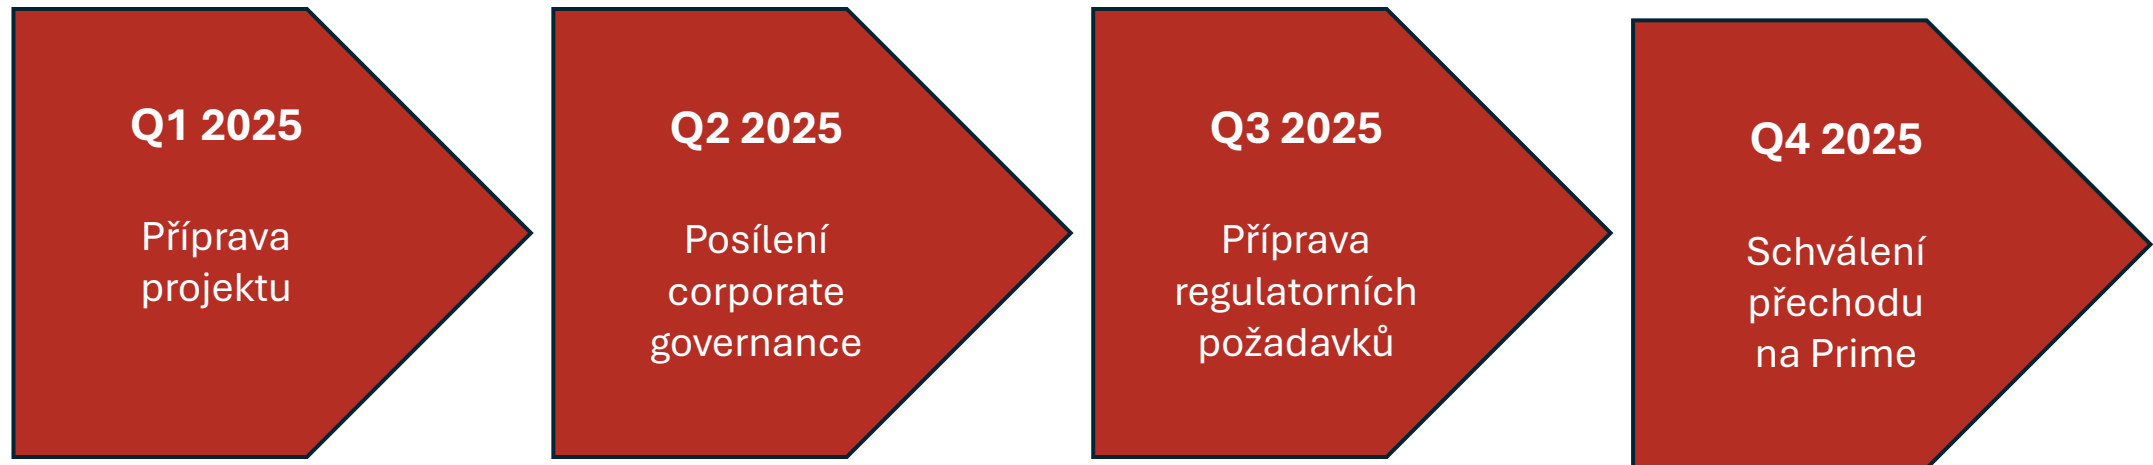 Q1 2025
Příprava
projektu
Q2 2025
Posílení
corporate
governance
Q3 2025
Příprava
regulatorních
požadavků
Q4 2025
Schválení
přechodu
na Prime